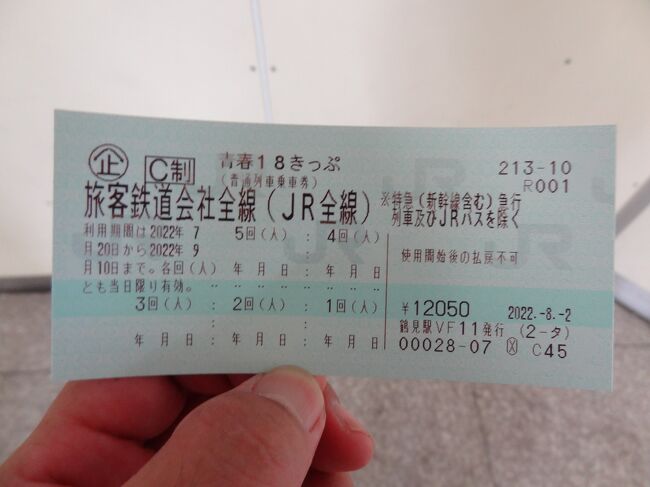 企 C制 青春18きっぷ 213-10
(普通列車乗車券) R001
旅客鉄道会社全線(JR全線) ※特急(新幹線含む)急行
列車及びJRバスを除く
利用期間は2022年 7 5回(人) : 4回(人)
月20日から2022年 9
月10日まで。各回(人) 年 月 日 : 年 月 日 使用開始後の払戻不可
とも当日限り有効。
3回(人) : 2回(人) : 1回(人) ¥12050 2022.-8.-2
鶴見駅VF11発行 (2-タ)
年 月 日 : 年 月 日 : 年 月 日 00028-07 X C45
JR